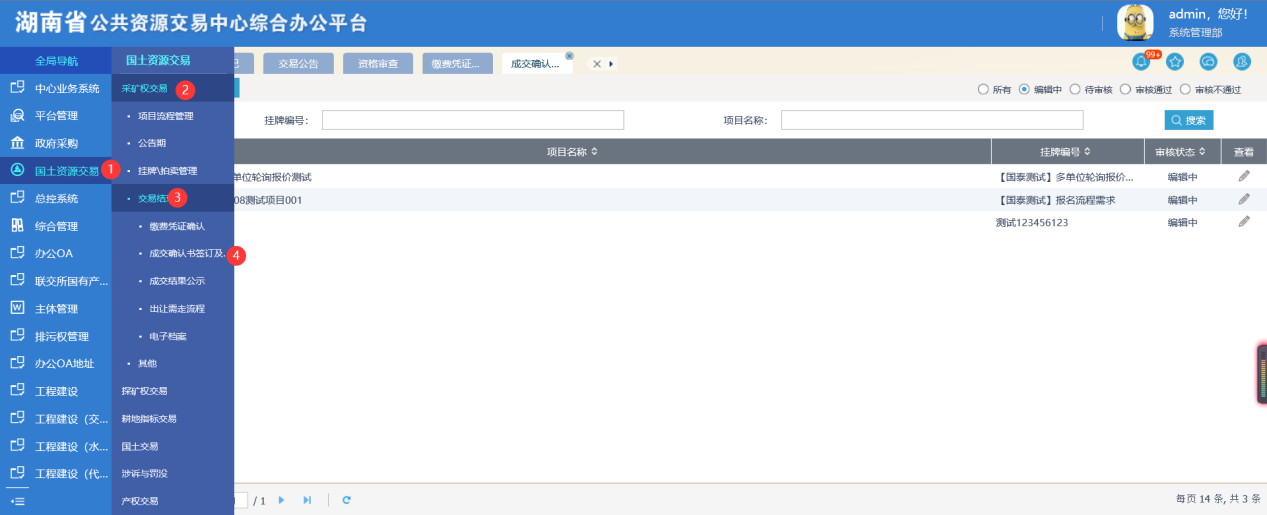 湖南省公共资源交易中心综合办公平台
admin，您好！
系统管理部
全局导航
中心业务系统
平台管理
政府采购
国土资源交易
1
总控系统
综合管理
办公OA
联交所国有产...
主体管理
排污权管理
办公OA地址
工程建设
工程建设（交...
工程建设（水...
工程建设（代...
国土资源交易
采矿权交易
2
项目流程管理
公告期
挂牌\拍卖管理
交易结
3
缴费凭证确认
成交确认书签订及.
4
成交结果公示
出让需走流程
电子档案
其他
探矿权交易
耕地指标交易
国土交易
涉诉与罚没
产权交易
交易公告
资格审查
缴费凭证...
成交确认...
99+
所有
编辑中
待审核
审核通过
审核不通过
挂牌编号：
项目名称：
搜索
项目名称
挂牌编号
审核状态
查看
单位轮询报价测试
【国泰测试】多单位轮询报价...
编辑中
08测试项目001
【国泰测试】报名流程需求
编辑中
测试123456123
编辑中
/ 1
每页 14 条, 共 3 条